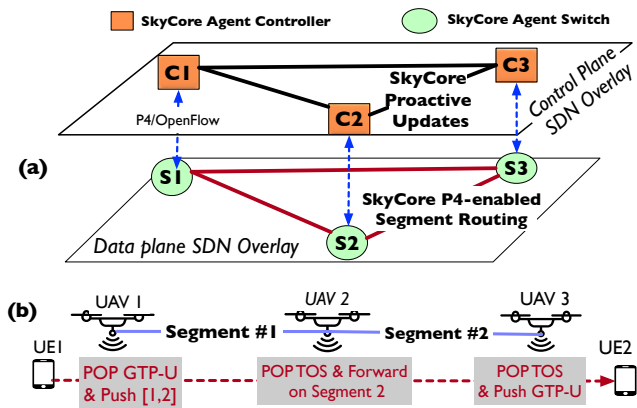 SkyCore Agent Controller
SkyCore Agent Switch
C1
C3
SkyCore
Proactive
Updates
Control Plane
SDN Overlay
P4/OpenFlow
C2
(a)
S1
S3
SkyCore P4-enabled
Segment Routing
S2
Data plane SDN Overlay
(b)
UAV 1
UAV 2
UAV 3
Segment #1
Segment #2
UE1
UE2
POP GTP-U
& Push [1,2]
POP TOS & Forward
on Segment 2
POP TOS
& Push GTP-U